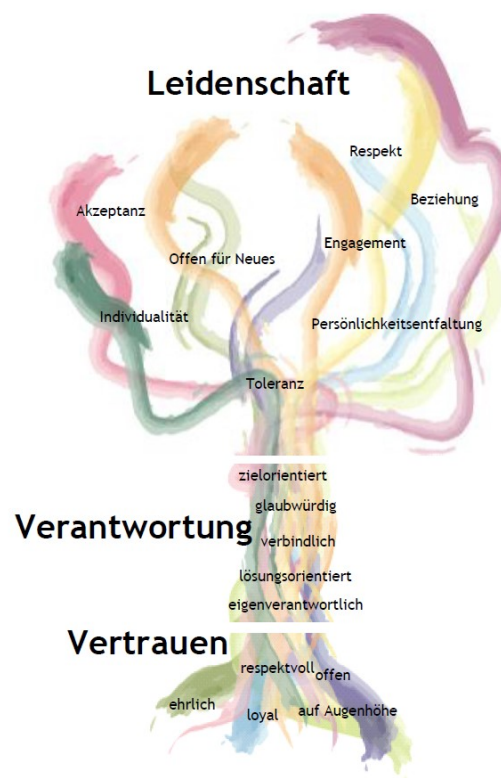 Leidenschaft
Respekt
Akzeptanz
Beziehung
Engagement
Offen für Neues
Individualität
Persönlichkeitsentfaltung
Toleranz
zielorientiert
glaubwürdig
Verantwortung
verbindlich
lösungsorientiert
eigenverantwortlich
Vertrauen
respektvoll
offen
ehrlich
loyal
auf Augenhöhe